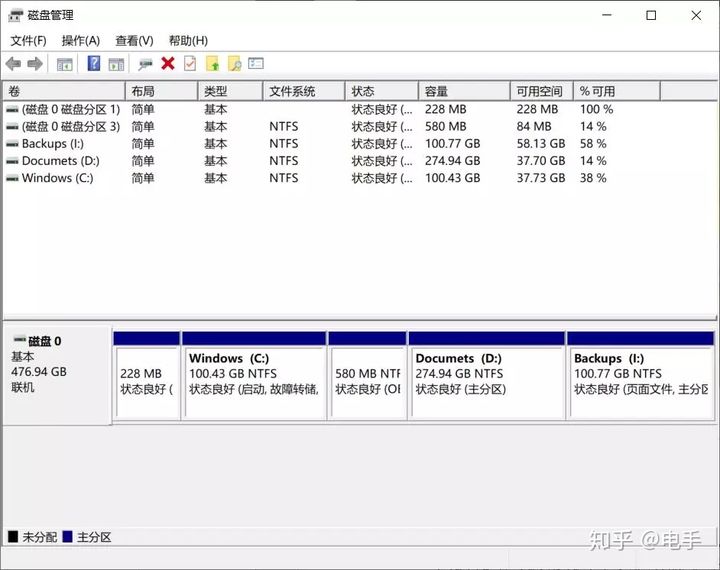 磁盘管理
文件(F) 操作(A) 查看(V) 帮助(H)
卷 布局 类型 文件系统 状态 容量 可用空间 % 可用
(磁盘 0 磁盘分区 1) 简单 基本 状态良好 (... 228 MB 228 MB 100 %
(磁盘 0 磁盘分区 3) 简单 基本 NTFS 状态良好 (... 580 MB 84 MB 14 %
Backups (I:) 简单 基本 NTFS 状态良好 (... 100.77 GB 58.13 GB 58 %
Documets (D:) 简单 基本 NTFS 状态良好 (... 274.94 GB 37.70 GB 14 %
Windows (C:) 简单 基本 NTFS 状态良好 (... 100.43 GB 37.73 GB 38 %
磁盘 0
基本
476.94 GB
联机
228 MB
状态良好 (
Windows (C:)
100.43 GB NTFS
状态良好 (启动, 故障转储,
580 MB NTF
状态良好 (OE
Documets (D:)
274.94 GB NTFS
状态良好 (主分区)
Backups (I:)
100.77 GB NTFS
状态良好 (页面文件, 主分区
未分配 主分区
知乎 @电手